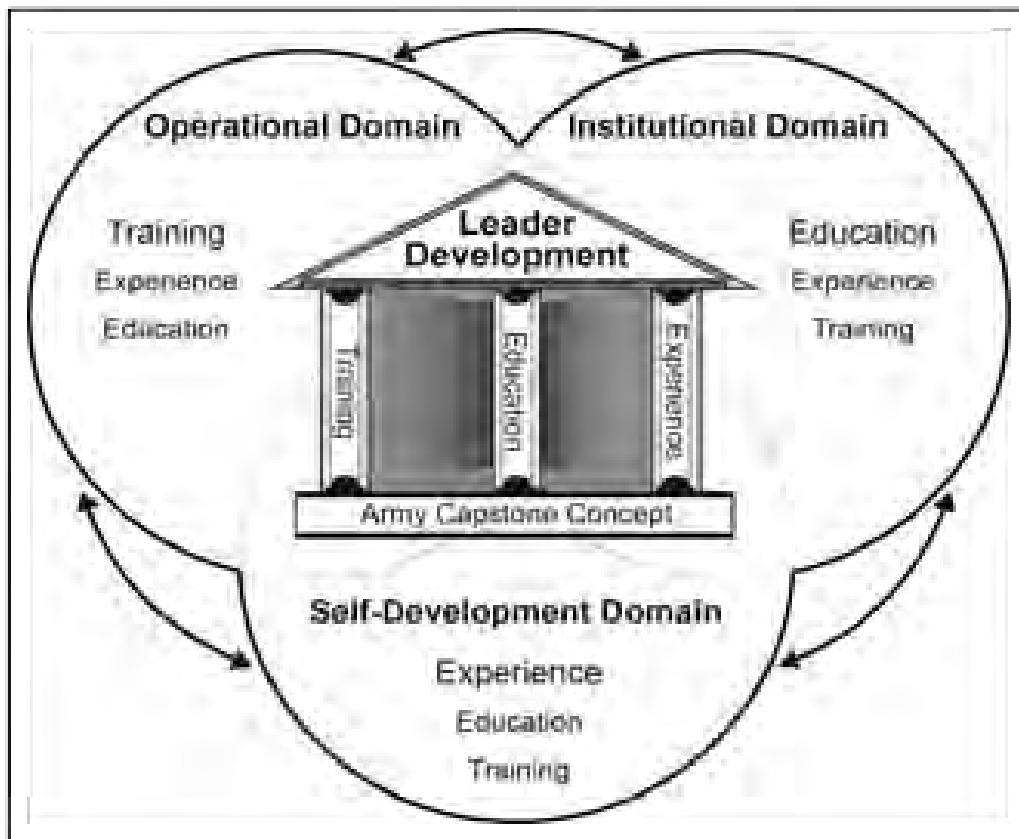 Operational Domain
Institutional Domain
Training
Experience
Education
Education
Experience
Training
Leader
Development
Training
Education
Experience
Army Capstone Concept
Self-Development Domain
Experience
Education
Training